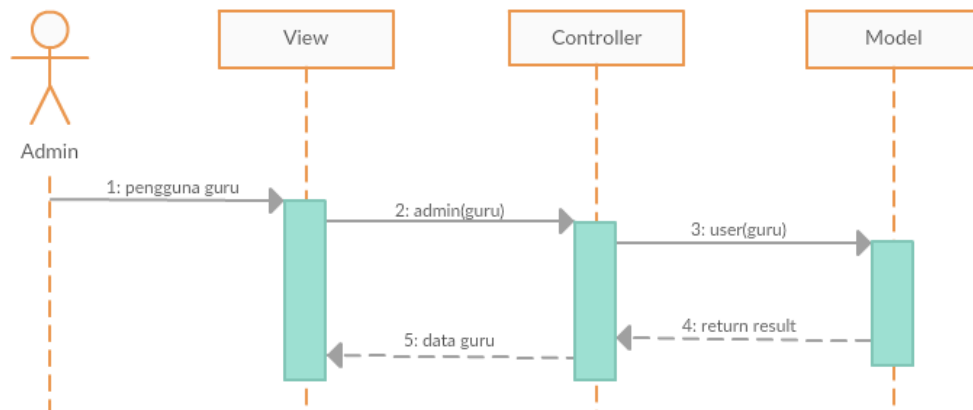 View
Controller
Model
Admin
1: pengguna guru
2: admin(guru)
3: user(guru)
4: return result
5: data guru